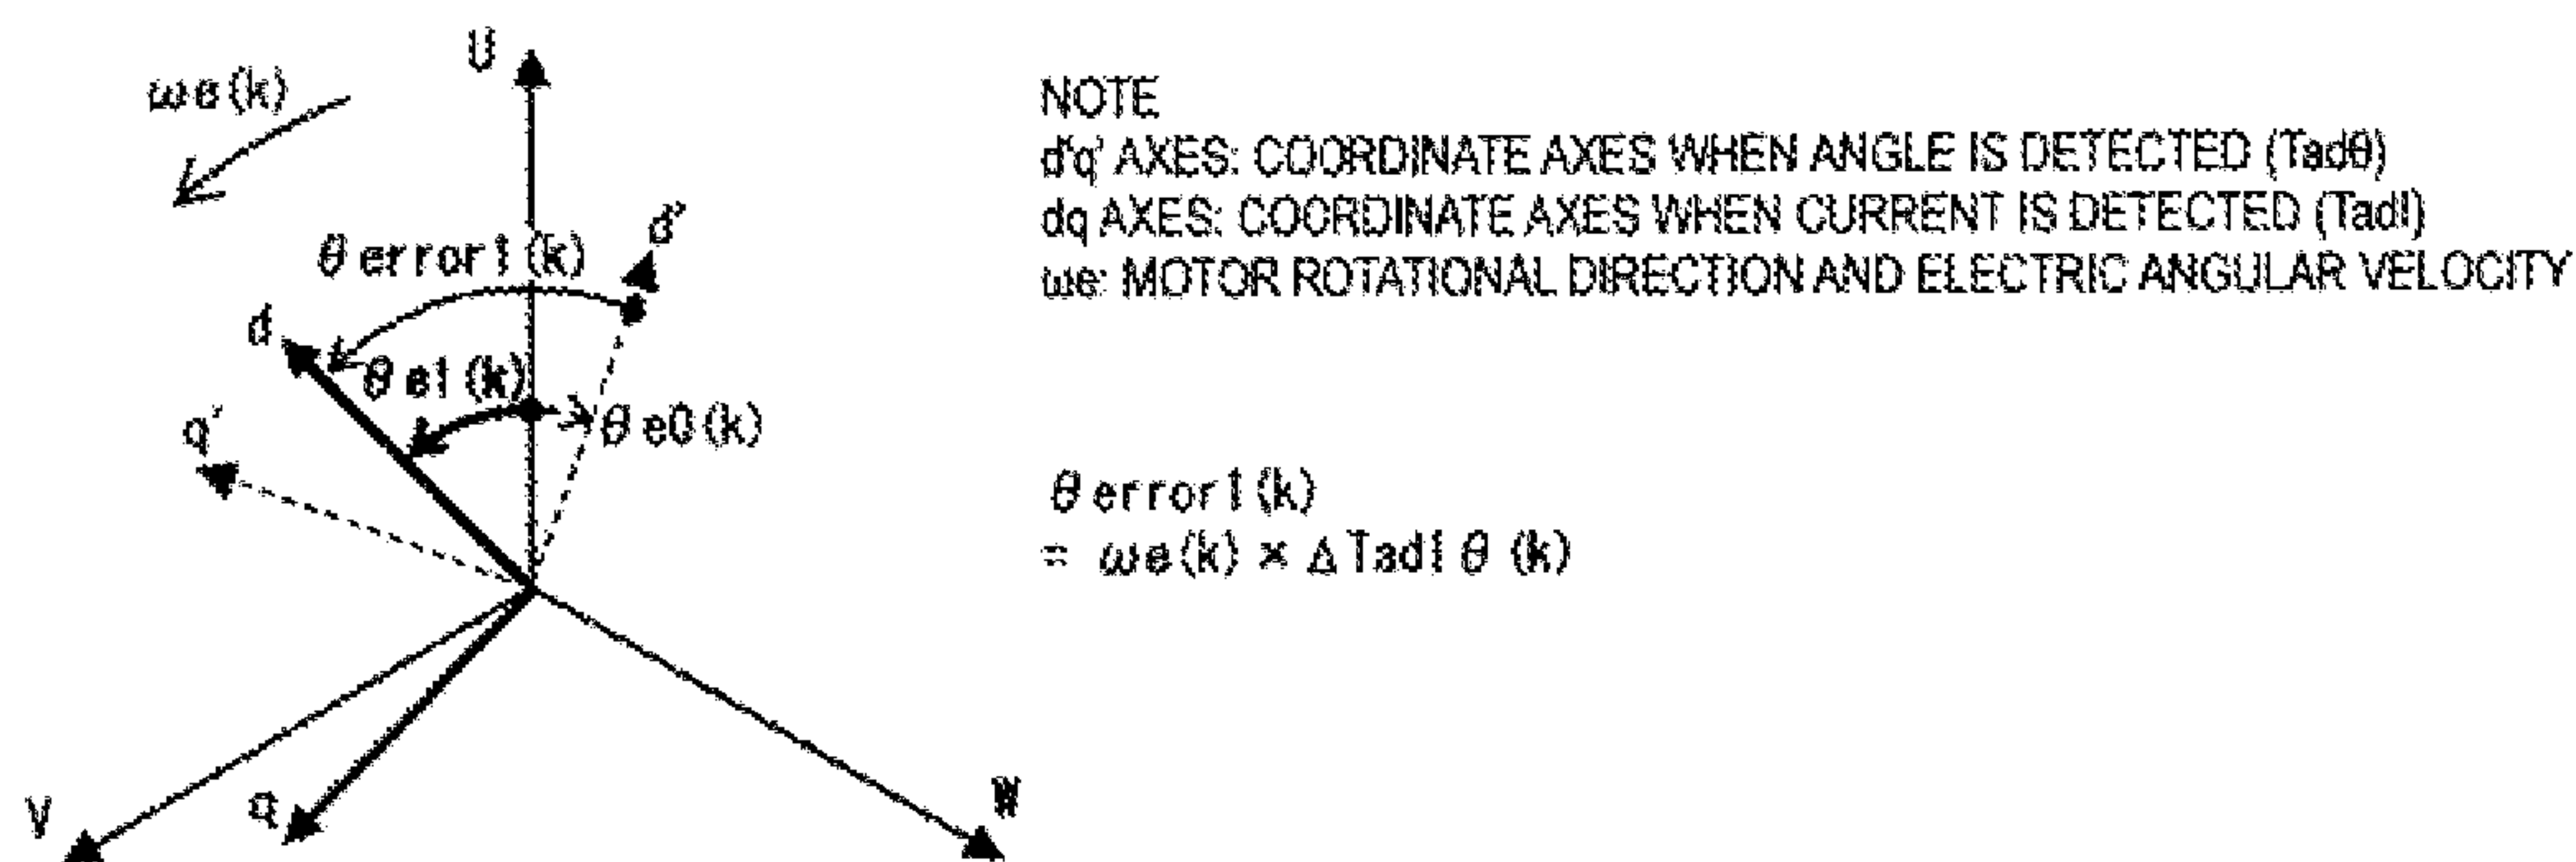 U
ωe(k)
NOTE
d'q' AXES: COORDINATE AXES WHEN ANGLE IS DETECTED (Tadθ)
dq AXES: COORDINATE AXES WHEN CURRENT IS DETECTED (TadI)
ωe: MOTOR ROTATIONAL DIRECTION AND ELECTRIC ANGULAR VELOCITY
d'
θerror1(k)
d
θe1(k)
q'
θe0(k)
θerror1(k)
= ωe(k) × ΔTadIθ(k)
V
q
W